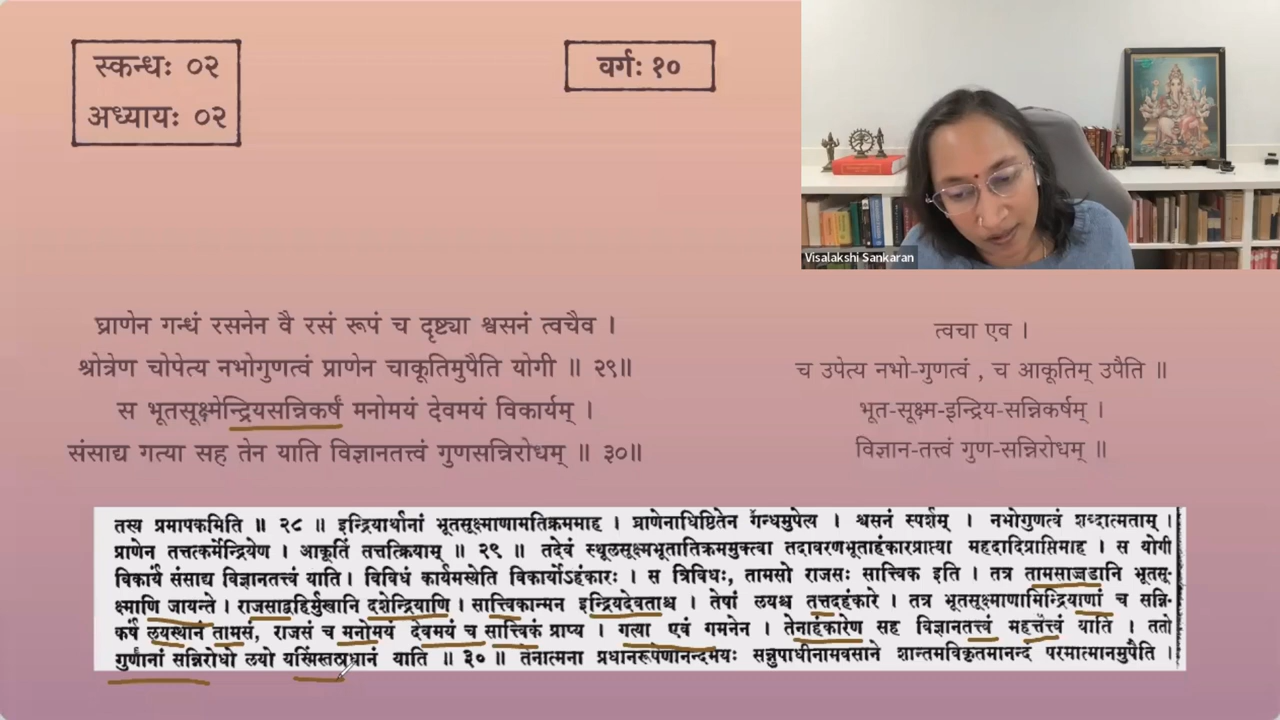 स्कन्धः ०२
अध्यायः ०२
वर्गः १०
Visalakshi Sankaran
घ्राणेन गन्धं रसनेन वै रसं रूपं च दृष्ट्या श्वसनं त्वचैव ।
श्रोत्रेण चोपेत्य नभोगुणत्वं प्राणेन चाकूतिमुपैति योगी ॥ २९॥
स भूतसूक्ष्मेन्द्रियसन्निकर्षं मनोमयं देवमयं विकार्यम् ।
संसाद्य गत्या सह तेन याति विज्ञानतत्त्वं गुणसन्निरोधम् ॥ ३०॥
त्वचा एव ।
च उपेत्य नभो-गुणत्वं , च आकूतिम् उपैति ॥
भूत-सूक्ष्म-इन्द्रिय-सन्निकर्षम् ।
विज्ञान-तत्त्वं गुण-सन्निरोधम् ॥
तस्य प्रमापकमिति ॥ २८ ॥ इन्द्रियार्थानां भूतसूक्ष्माणामतिक्रममाह । घ्राणेनाधिष्ठितेन गन्धमुपेत्य । श्वसनं स्पर्शम् । नभोगुणत्वं शब्दात्मताम् ।
प्राणेन तत्तत्कर्मेन्द्रियेण । आकूतिं तत्तत्क्रियाम् ॥ २९ ॥ तदेवं स्थूलसूक्ष्मभूतातिक्रममुक्त्वा तदावरणभूताहंकारप्राप्त्या महदादिप्राप्तिमाह । स योगी
विकार्यं संसाद्य विज्ञानतत्त्वं याति । विविधं कार्यमस्येति विकार्योऽहंकारः । स त्रिविधः, तामसो राजसः सात्त्विक इति । तत्र तामसाज्जडानि भूतसू-
क्ष्माणि जायन्ते । राजसाद्बहिर्मुखानि दशेन्द्रियाणि । सात्त्विकान्मन इन्द्रियदेवताश्च । तेषां लयश्च तत्तदहंकारे । तत्र भूतसूक्ष्माणामिन्द्रियाणां च सन्नि-
कर्षं लयस्थानं तामसं, राजसं च मनोमयं देवमयं च सात्त्विकं प्राप्य । गत्या एवं गमनेन । तेनाहंकारेण सह विज्ञानतत्त्वं महत्तत्त्वं याति । ततो
गुणानां सन्निरोधो लयो यस्मिंस्तत्प्रधानं याति ॥ ३० ॥ तेनात्मना प्रधानरूपेणानन्दमयः सन्नुपाधीनामवसाने शान्तमविकृतमानन्दं परमात्मानमुपैति ।